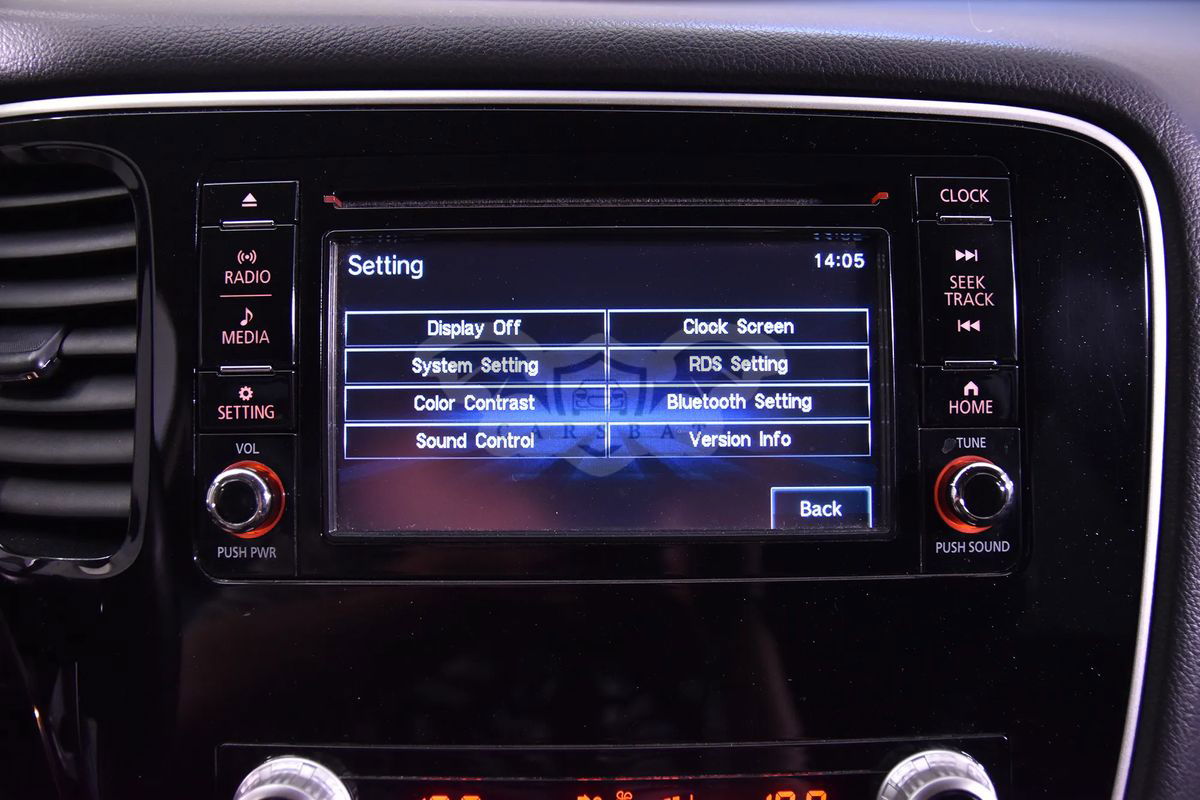 CLOCK
RADIO
MEDIA
SETTING
VOL
PUSH PWR
Setting
14:05
Display Off
Clock Screen
System Setting
RDS Setting
Color Contrast
Bluetooth Setting
Sound Control
Version Info
Back
CARSBAT
SEEK
TRACK
HOME
TUNE
PUSH SOUND